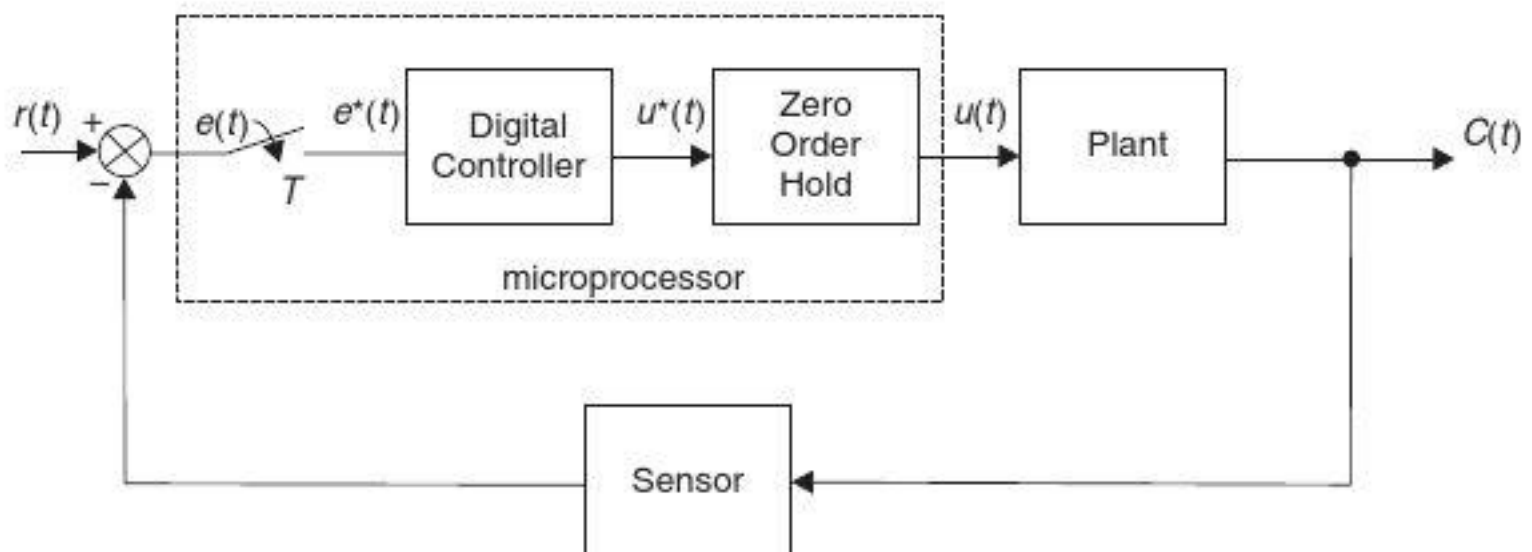 r(t)
+
−
e(t)
T
e*(t)
Digital
Controller
u*(t)
Zero
Order
Hold
u(t)
Plant
C(t)
microprocessor
Sensor